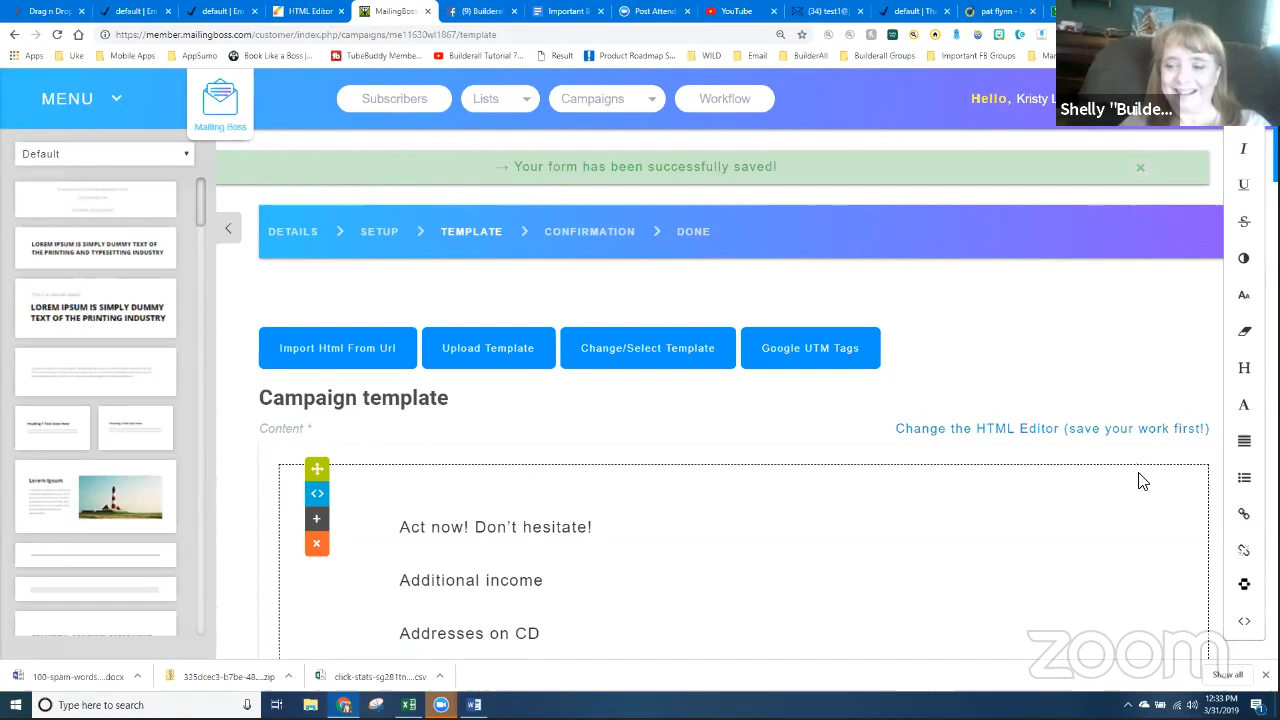 Drag n Drop
default | Em
default | Em
HTML Editor
MailingBoss
(9) Builderall
Important E
Post Attend
YouTube
(34) test1@
default | Tha
pat flynn -
https://member.mailingboss.com/customer/index.php/campaigns/me11630wl1867/template
Apps
Uke
Mobile Apps
Amazon
Book Like a Boss |...
TubeBuddy Membe...
Builderall Tutorial 7...
Result
Product Roadmap S...
WILD
Email
BuilderAll
Builderall Groups
Important FB Groups
MENU
Mailing Boss
Subscribers
Lists
Campaigns
Workflow
Hello, Kristy L
Shelly "Builde...
Default
→ Your form has been successfully saved!
×
DETAILS
SETUP
TEMPLATE
CONFIRMATION
DONE
LOREM IPSUM IS SIMPLY DUMMY TEXT OF
THE PRINTING AND TYPESETTING INDUSTRY
LOREM IPSUM IS SIMPLY DUMMY
TEXT OF THE PRINTING INDUSTRY
Lorem Ipsum
Import Html From Url
Upload Template
Change/Select Template
Google UTM Tags
Campaign template
Content *
Change the HTML Editor (save your work first!)
Act now! Don't hesitate!
Additional income
Addresses on CD
zoom
100-spam-words....docx
335dce3-b7be-48....zip
click-stats-sg281tn....csv
Show all
Type here to search
12:33 PM
3/31/2019